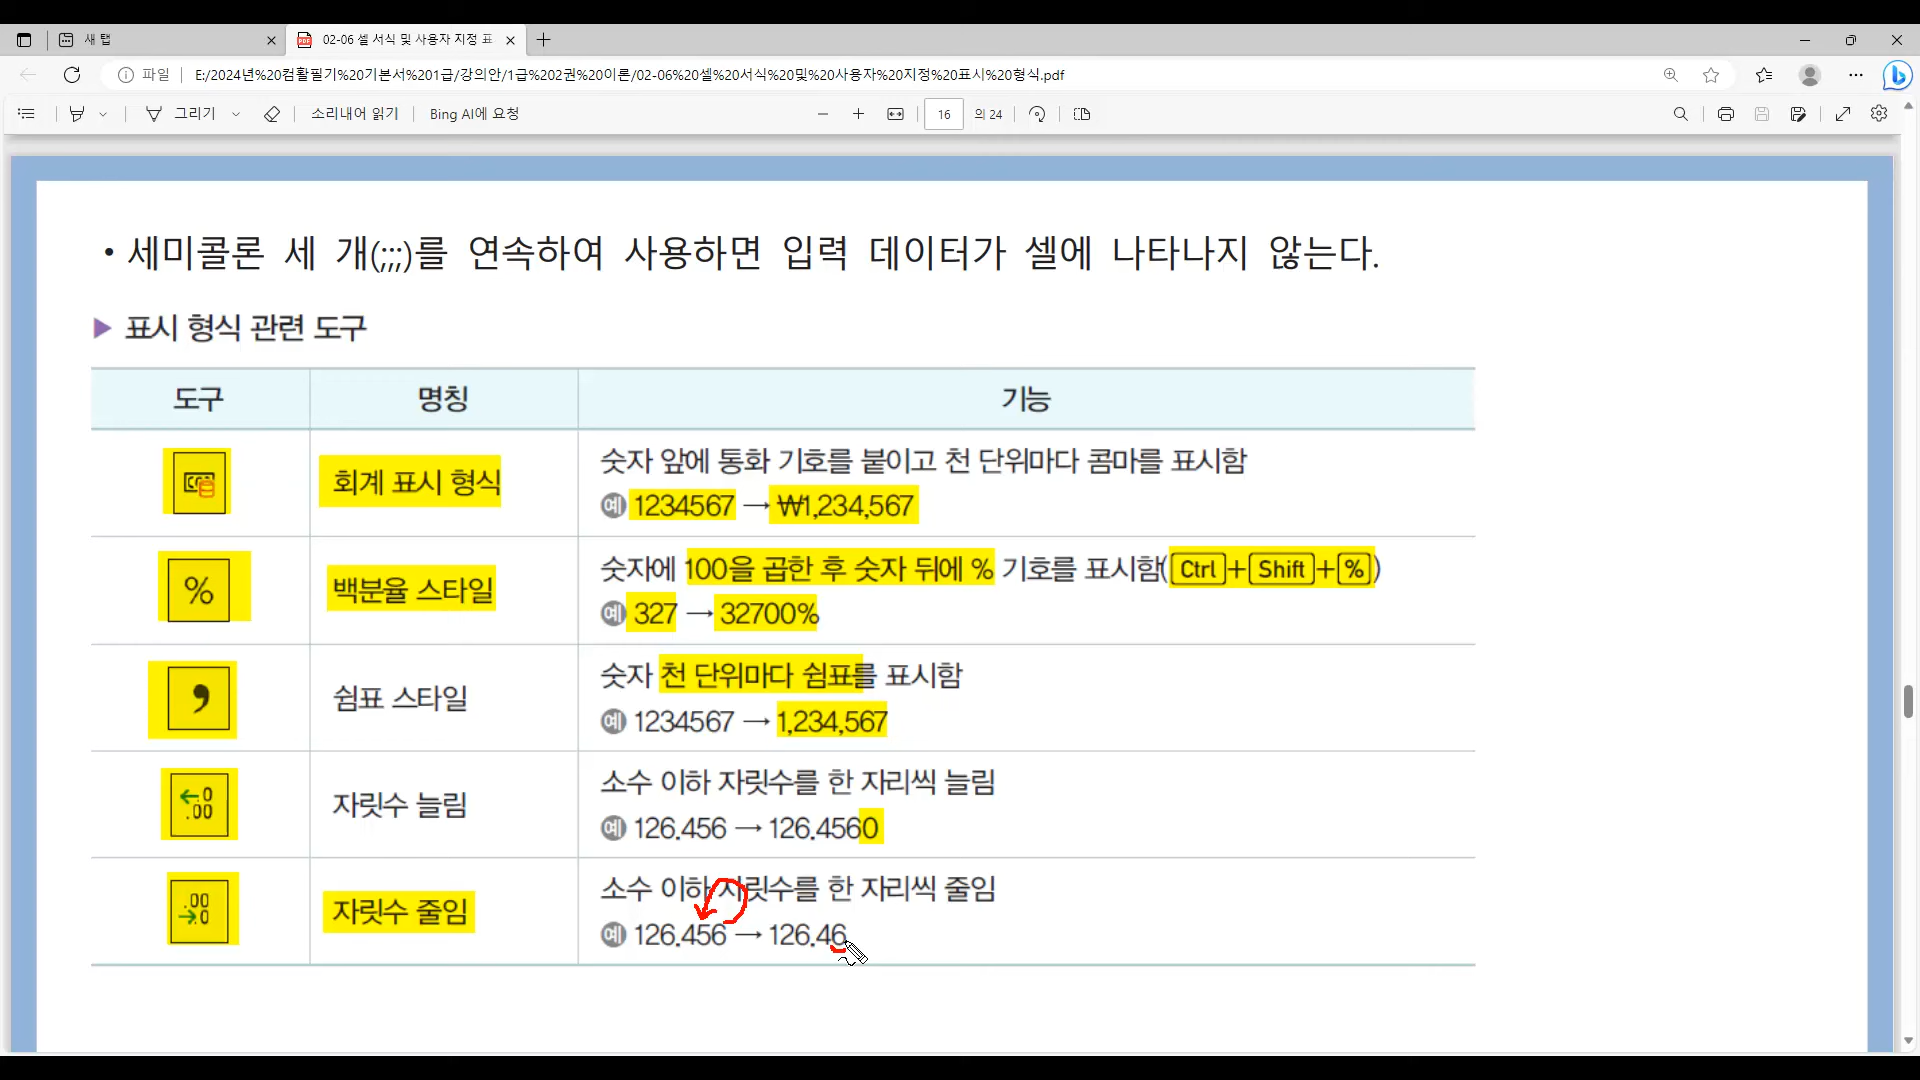 새 탭
02-06 셀 서식 및 사용자 지정 표
파일
E:/2024년%20컴활필기%20기본서%201급/강의안/1급%202권%20이론/02-06%20셀%20서식%20및%20사용자%20지정%20표시%20형식.pdf
그리기
소리내어 읽기
Bing AI에 요청
16 의 24
• 세미콜론 세 개(;;;)를 연속하여 사용하면 입력 데이터가 셀에 나타나지 않는다.
▶ 표시 형식 관련 도구
도구 명칭 기능
회계 표시 형식
숫자 앞에 통화 기호를 붙이고 천 단위마다 콤마를 표시함
예 1234567 → ₩1,234,567
% 백분율 스타일
숫자에 100을 곱한 후 숫자 뒤에 % 기호를 표시함(Ctrl+Shift+%)
예 327 → 32700%
, 쉼표 스타일
숫자 천 단위마다 쉼표를 표시함
예 1234567 → 1,234,567
←.0
.00
자릿수 늘림
소수 이하 자릿수를 한 자리씩 늘림
예 126.456 → 126.4560
.00
→.0
자릿수 줄임
소수 이하 자릿수를 한 자리씩 줄임
예 126.456 → 126.46